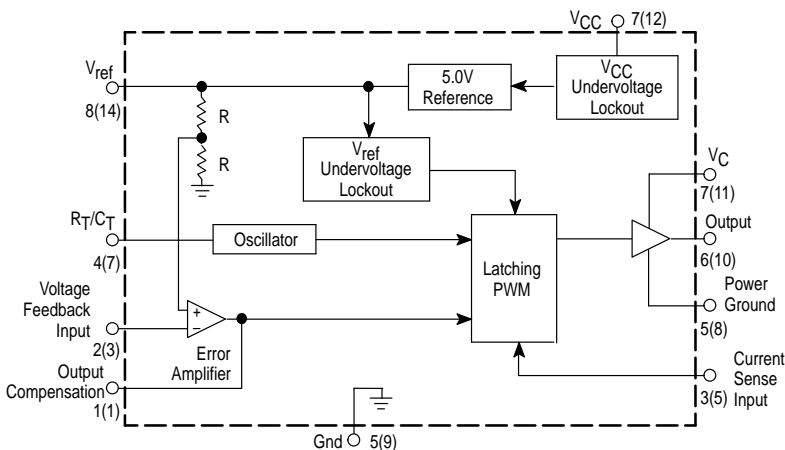 VCC 7(12)
Vref
8(14)
R
R
5.0V
Reference
VCC
Undervoltage
Lockout
Vref
Undervoltage
Lockout
VC
7(11)
RT/CT
4(7)
Oscillator
Latching
PWM
Output
6(10)
Voltage
Feedback
Input
2(3)
+
–
Error
Amplifier
Power
Ground
5(8)
Output
Compensation
1(1)
Current
Sense
Input
3(5)
Gnd 5(9)